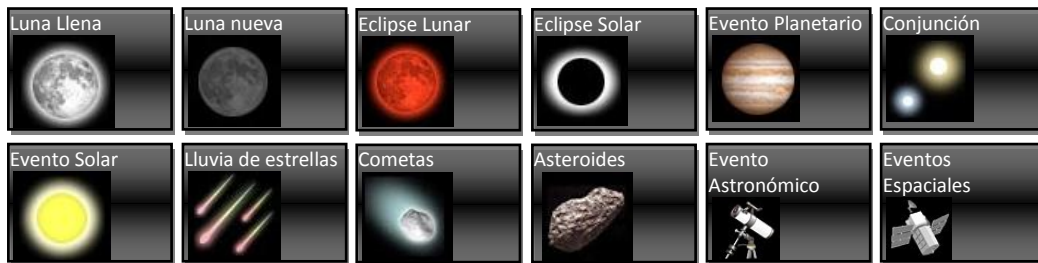 Luna Llena
Luna nueva
Eclipse Lunar
Eclipse Solar
Evento Planetario
Conjunción
Evento Solar
Lluvia de estrellas
Cometas
Asteroides
Evento
Astronómico
Eventos
Espaciales